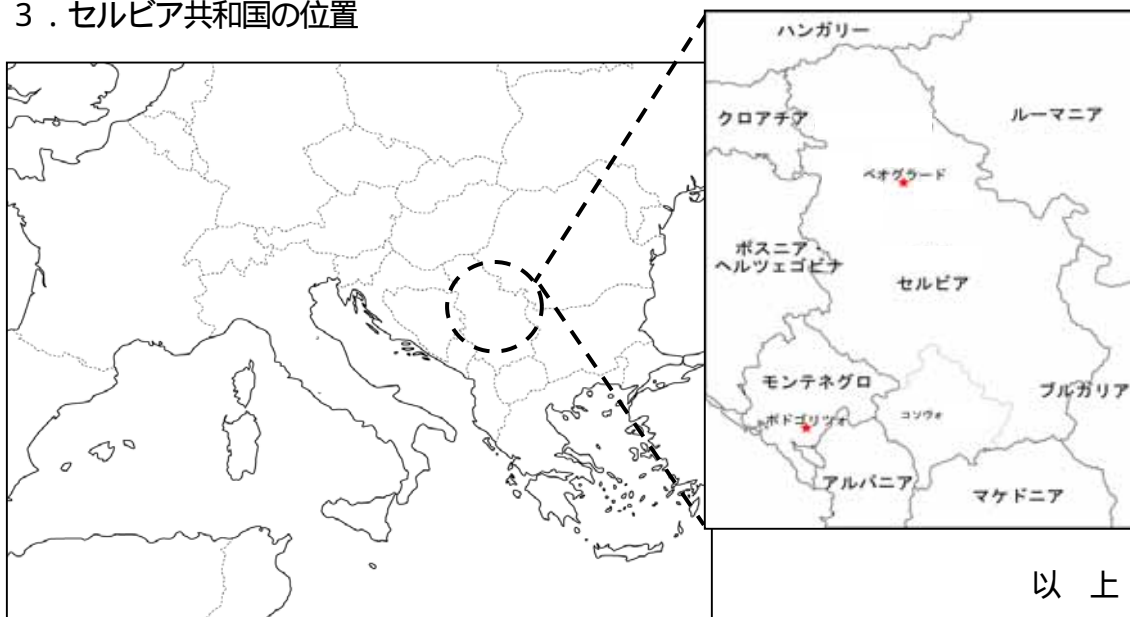 ３．セルビア共和国の位置
ハンガリー
クロアチア
ルーマニア
ベオグラード
ボスニア・
ヘルツェゴビナ
セルビア
モンテネグロ
ブルガリア
ポドゴリツァ
コソヴォ
アルバニア
マケドニア
以　上